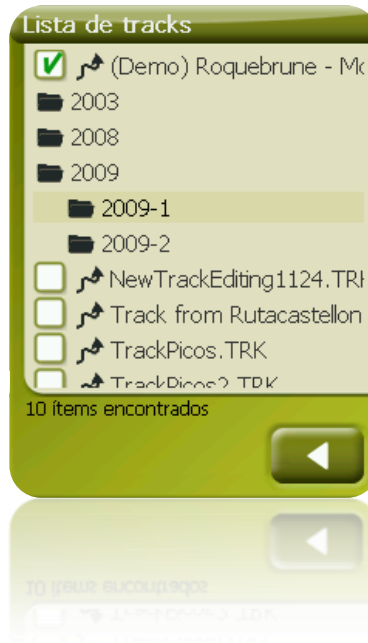 Lista de tracks
(Demo) Roquebrune - Mo
2003
2008
2009
2009-1
2009-2
NewTrackEditing1124.TRK
Track from Rutacastellon
TrackPicos.TRK
TrackPicos2.TRK
10 ítems encontrados